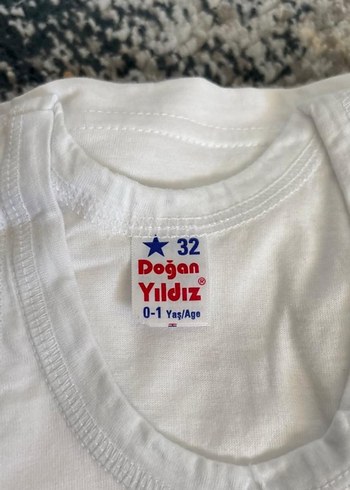 ★ 32
Doğan
Yıldız®
0-1 Yaş/Age